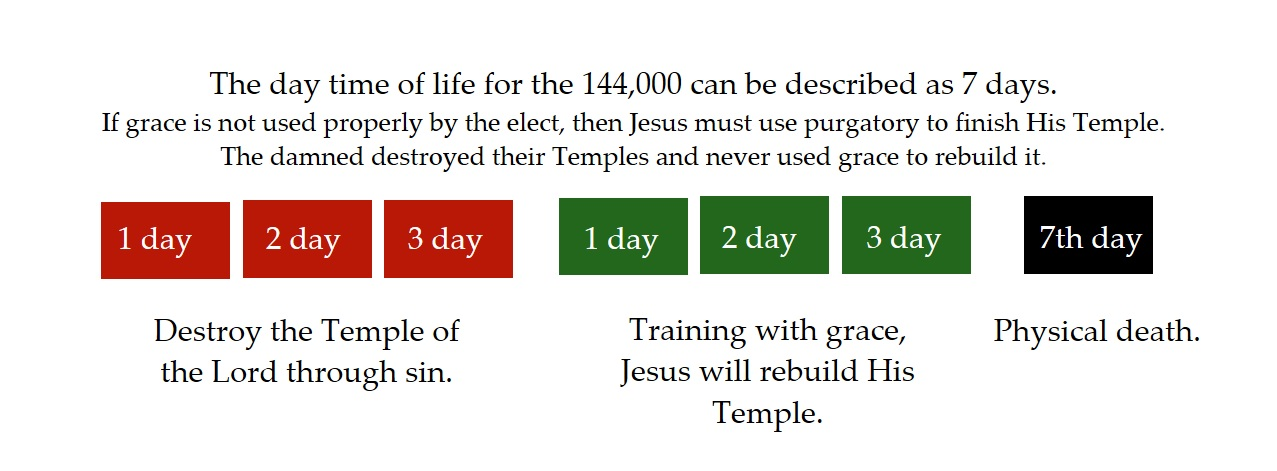 The day time of life for the 144,000 can be described as 7 days.
If grace is not used properly by the elect, then Jesus must use purgatory to finish His Temple.
The damned destroyed their Temples and never used grace to rebuild it.
1 day
2 day
3 day
1 day
2 day
3 day
7th day
Destroy the Temple of
the Lord through sin.
Training with grace,
Jesus will rebuild His
Temple.
Physical death.